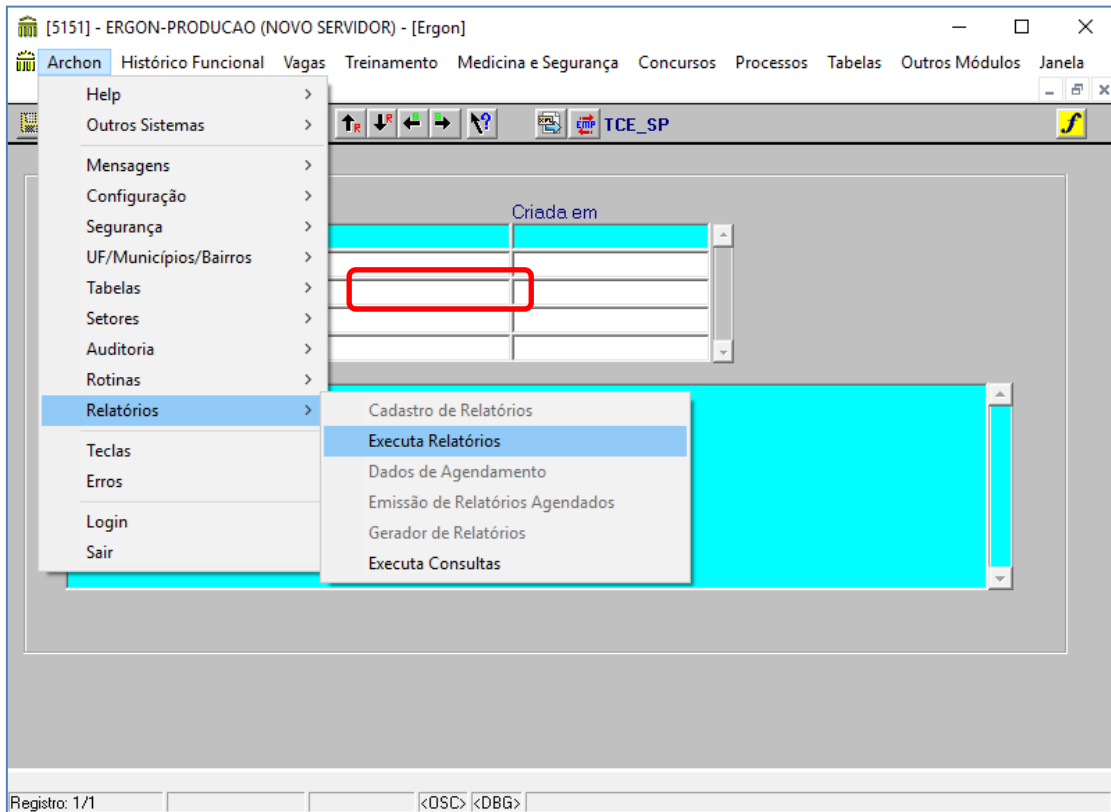 [5151] - ERGON-PRODUCAO (NOVO SERVIDOR) - [Ergon]
Archon Histórico Funcional Vagas Treinamento Medicina e Segurança Concursos Processos Tabelas Outros Módulos Janela
Help
Outros Sistemas
TCE_SP
Mensagens
Configuração
Segurança
UF/Municípios/Bairros
Tabelas
Setores
Auditoria
Rotinas
Relatórios
Teclas
Erros
Login
Sair
Criada em
Cadastro de Relatórios
Executa Relatórios
Dados de Agendamento
Emissão de Relatórios Agendados
Gerador de Relatórios
Executa Consultas
Registro: 1/1 <OSC> <DBG>